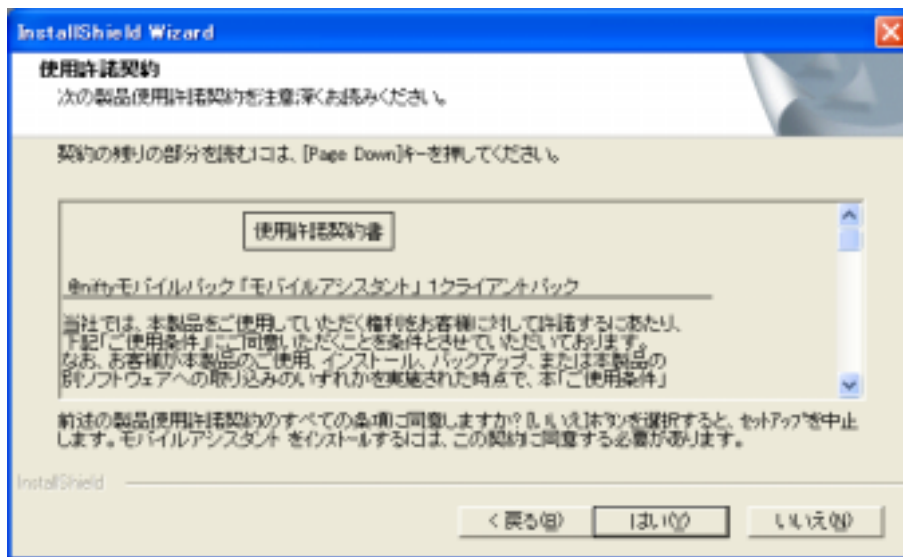 InstallShield Wizard
使用許諾契約
次の製品使用許諾契約を注意深くお読みください。
契約の残りの部分を読むには、[Page Down]キーを押してください。
使用許諾契約書
@niftyモバイルパック「モバイルアシスタント」1クライアントパック
当社では、本製品をご使用していただく権利をお客様に対して許諾するにあたり、
下記「ご使用条件」にご同意いただくことを条件とさせていただいております。
なお、お客様が本製品のご使用、インストール、バックアップ、または本製品の
別ソフトウェアへの取り込みのいずれかを実施された時点で、本「ご使用条件」
前述の製品使用許諾契約のすべての条項に同意しますか? [いいえ]ボタンを選択すると、セットアップを中止
します。モバイルアシスタント をインストールするには、この契約に同意する必要があります。
InstallShield
< 戻る(B)
はい(Y)
いいえ(N)